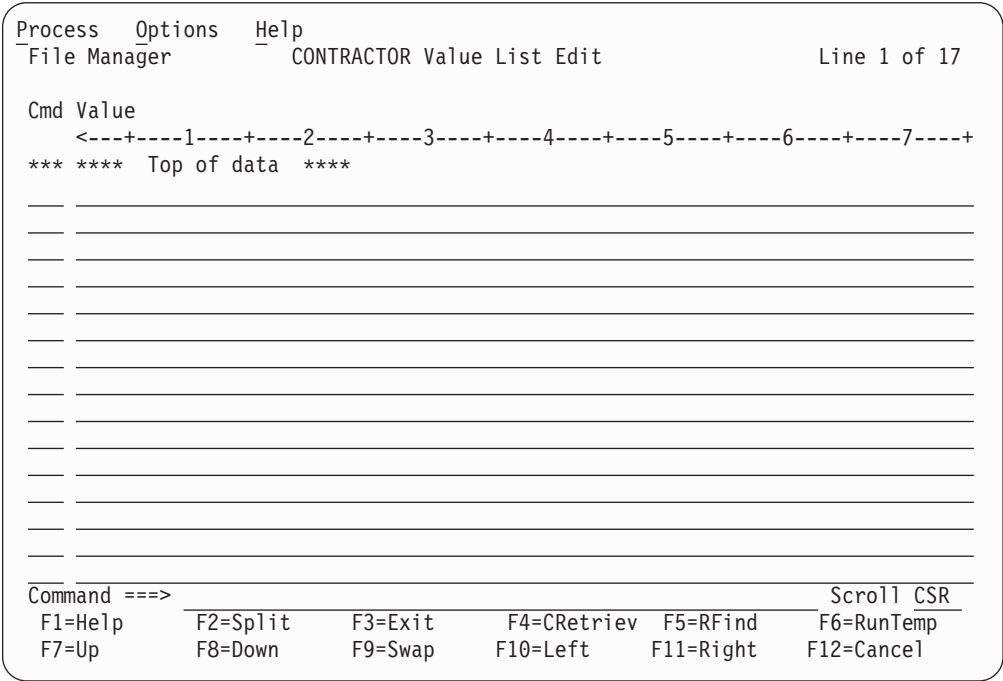 Process   Options   Help
File Manager          CONTRACTOR Value List Edit                  Line 1 of 17
Cmd Value
    <---+----1----+----2----+----3----+----4----+----5----+----6----+----7----+
*** ****  Top of data  ****
Command ===>                                                       Scroll CSR
F1=Help      F2=Split     F3=Exit      F4=CRetriev  F5=RFind     F6=RunTemp
F7=Up        F8=Down      F9=Swap     F10=Left     F11=Right    F12=Cancel